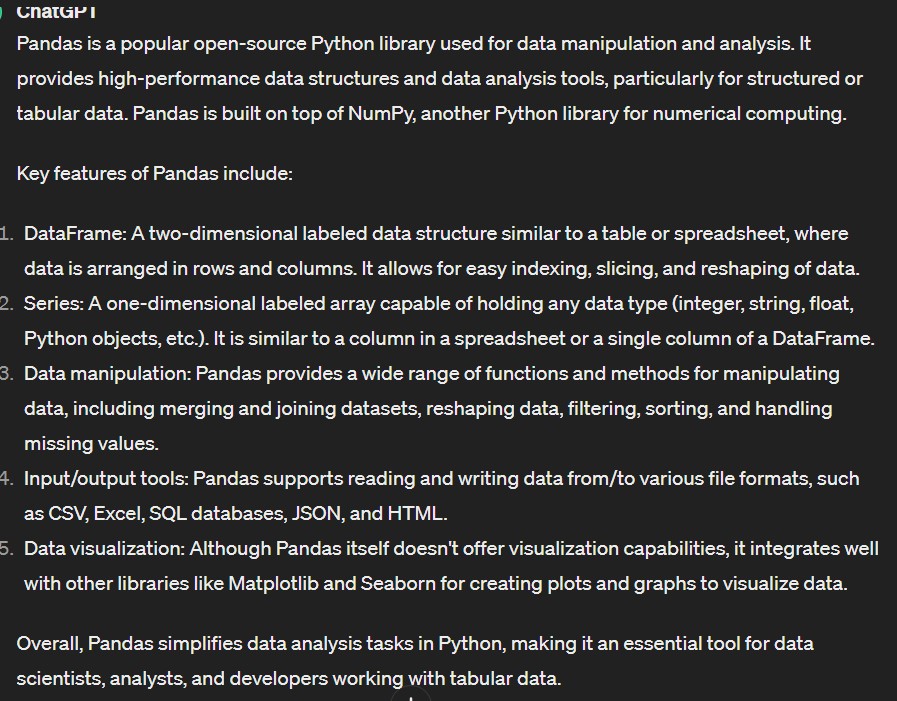 ChatGPT
Pandas is a popular open-source Python library used for data manipulation and analysis. It
provides high-performance data structures and data analysis tools, particularly for structured or
tabular data. Pandas is built on top of NumPy, another Python library for numerical computing.
Key features of Pandas include:
1. DataFrame: A two-dimensional labeled data structure similar to a table or spreadsheet, where
data is arranged in rows and columns. It allows for easy indexing, slicing, and reshaping of data.
2. Series: A one-dimensional labeled array capable of holding any data type (integer, string, float,
Python objects, etc.). It is similar to a column in a spreadsheet or a single column of a DataFrame.
3. Data manipulation: Pandas provides a wide range of functions and methods for manipulating
data, including merging and joining datasets, reshaping data, filtering, sorting, and handling
missing values.
4. Input/output tools: Pandas supports reading and writing data from/to various file formats, such
as CSV, Excel, SQL databases, JSON, and HTML.
5. Data visualization: Although Pandas itself doesn't offer visualization capabilities, it integrates well
with other libraries like Matplotlib and Seaborn for creating plots and graphs to visualize data.
Overall, Pandas simplifies data analysis tasks in Python, making it an essential tool for data
scientists, analysts, and developers working with tabular data.